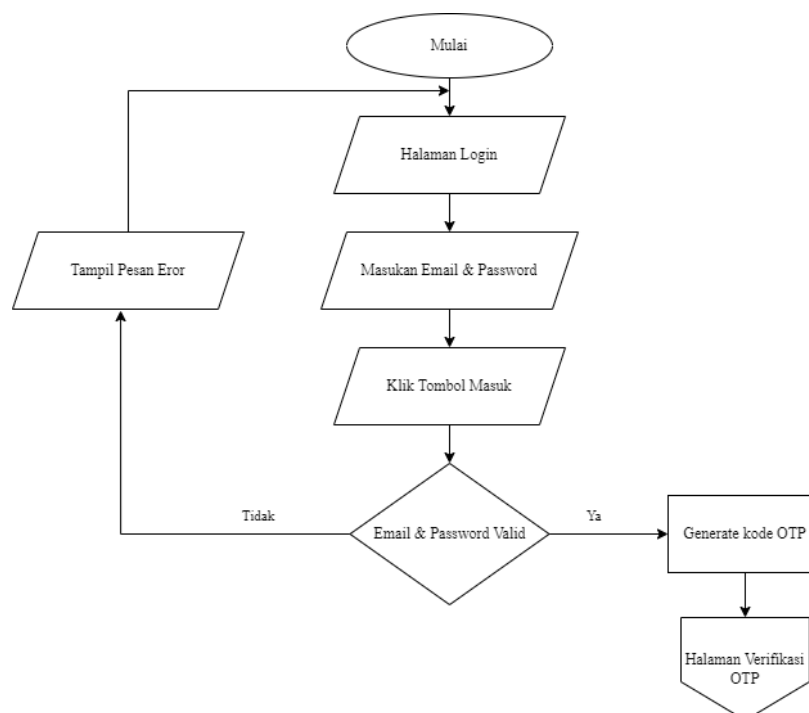 Mulai
Halaman Login
Tampil Pesan Eror
Masukan Email & Password
Klik Tombol Masuk
Tidak
Email & Password Valid
Ya
Generate kode OTP
Halaman Verifikasi
OTP